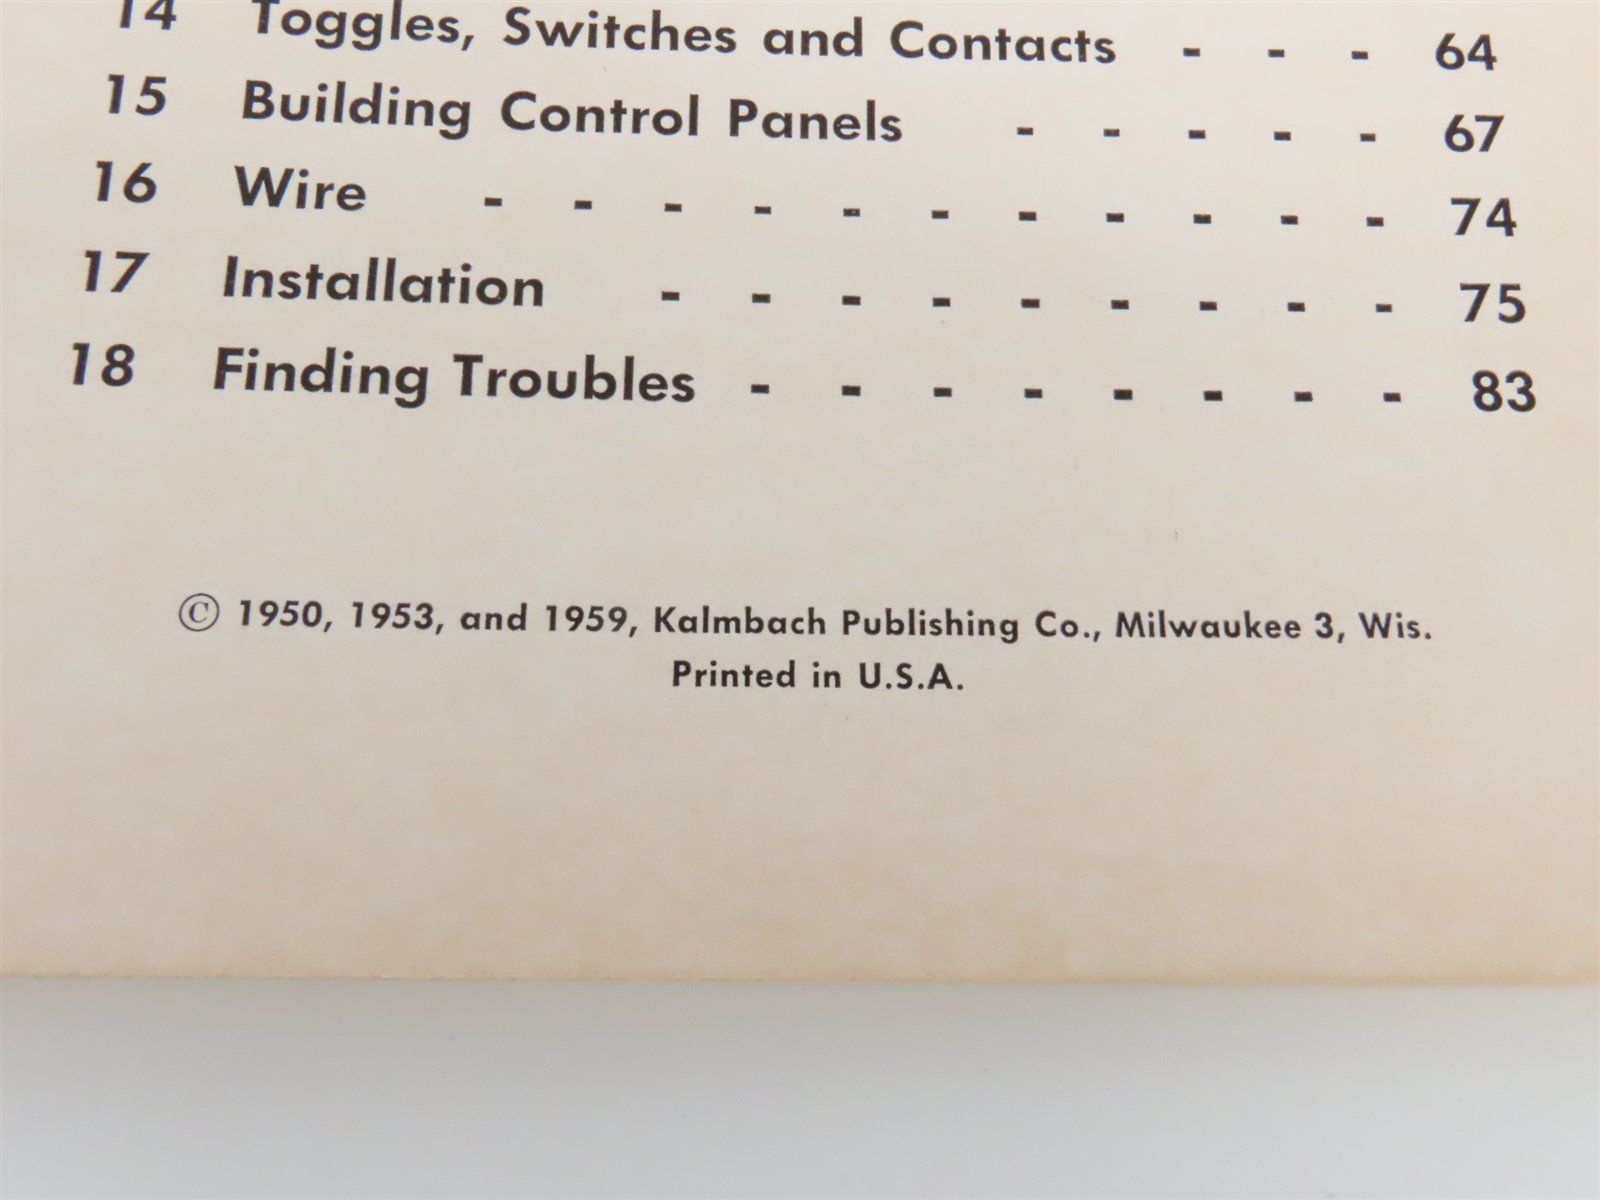 14 Toggles, Switches and Contacts - - - 64
15 Building Control Panels - - - - - 67
16 Wire - - - - - - - - - - - 74
17 Installation - - - - - - - - - 75
18 Finding Troubles - - - - - - - - 83
© 1950, 1953, and 1959, Kalmbach Publishing Co., Milwaukee 3, Wis.
Printed in U.S.A.